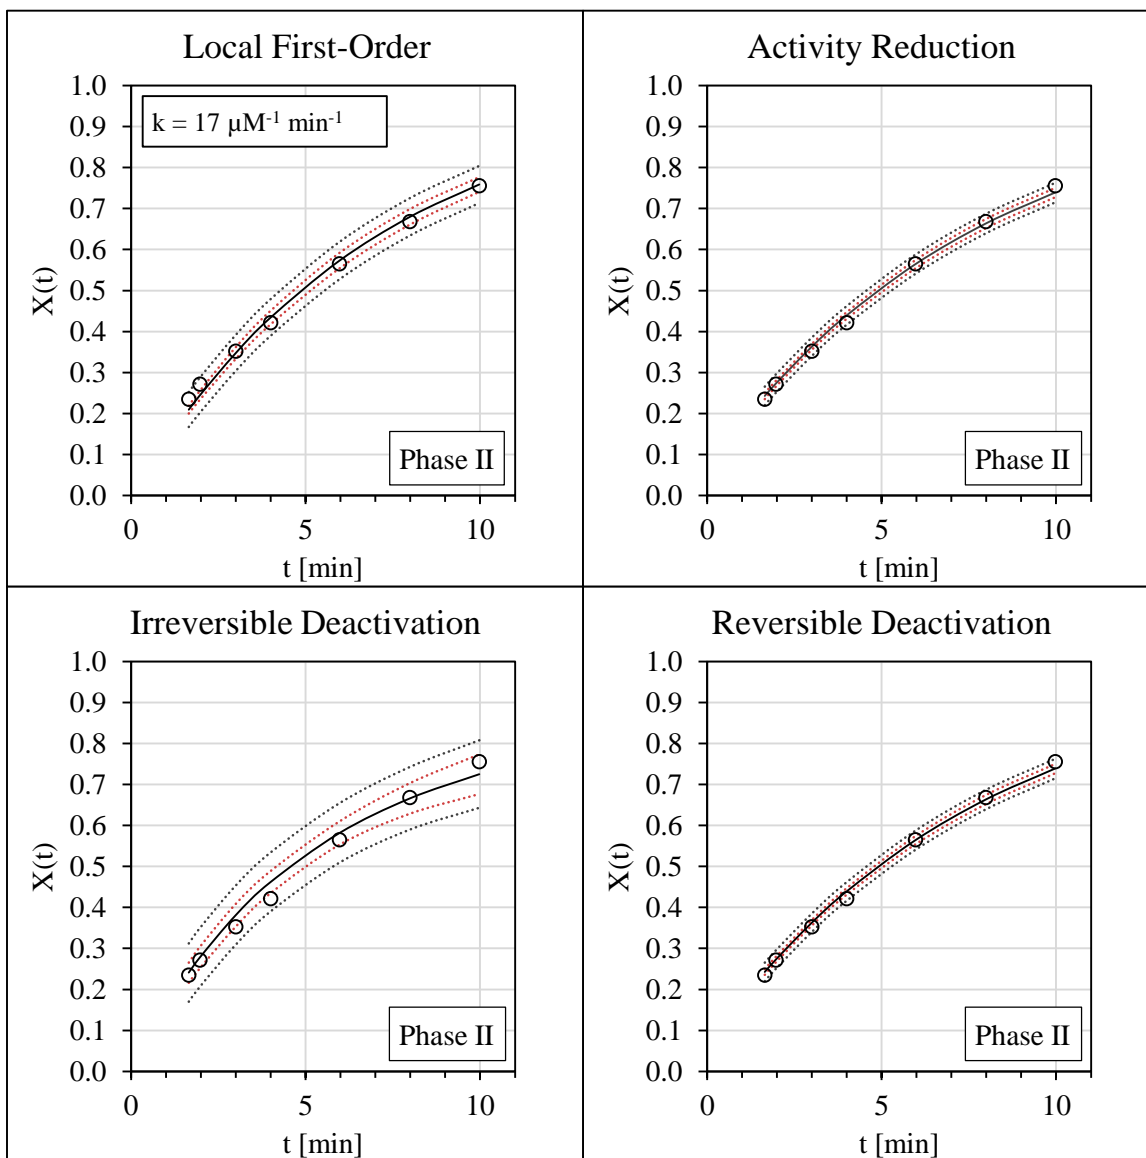 Local First-Order
1.0
0.9
0.8
0.7
0.6
0.5
0.4
0.3
0.2
0.1
0.0
X(t)
k = 17 µM⁻¹ min⁻¹
Phase II
0 5 10
t [min]
Activity Reduction
1.0
0.9
0.8
0.7
0.6
0.5
0.4
0.3
0.2
0.1
0.0
X(t)
Phase II
0 5 10
t [min]
Irreversible Deactivation
1.0
0.9
0.8
0.7
0.6
0.5
0.4
0.3
0.2
0.1
0.0
X(t)
Phase II
0 5 10
t [min]
Reversible Deactivation
1.0
0.9
0.8
0.7
0.6
0.5
0.4
0.3
0.2
0.1
0.0
X(t)
Phase II
0 5 10
t [min]